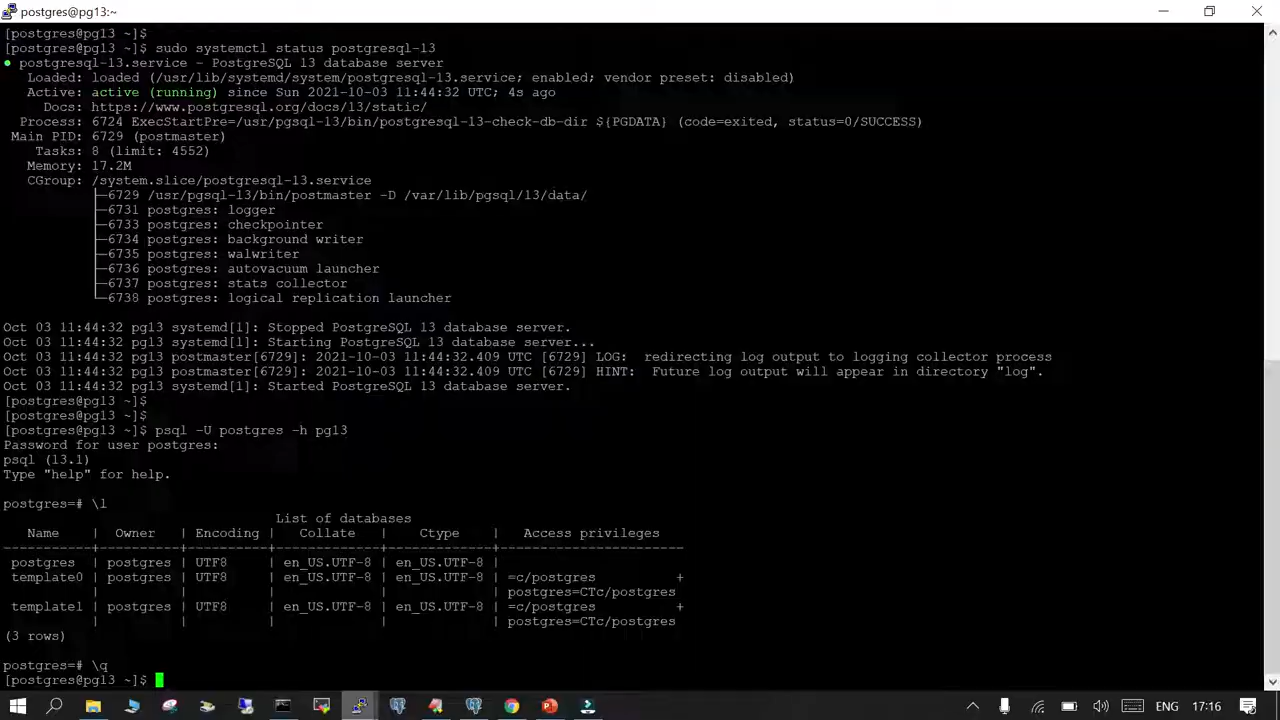 postgres@pg13:~
[postgres@pg13 ~]$
[postgres@pg13 ~]$ sudo systemctl status postgresql-13
● postgresql-13.service - PostgreSQL 13 database server
   Loaded: loaded (/usr/lib/systemd/system/postgresql-13.service; enabled; vendor preset: disabled)
   Active: active (running) since Sun 2021-10-03 11:44:32 UTC; 4s ago
     Docs: https://www.postgresql.org/docs/13/static/
  Process: 6724 ExecStartPre=/usr/pgsql-13/bin/postgresql-13-check-db-dir ${PGDATA} (code=exited, status=0/SUCCESS)
 Main PID: 6729 (postmaster)
    Tasks: 8 (limit: 4552)
   Memory: 17.2M
   CGroup: /system.slice/postgresql-13.service
           ├─6729 /usr/pgsql-13/bin/postmaster -D /var/lib/pgsql/13/data/
           ├─6731 postgres: logger
           ├─6733 postgres: checkpointer
           ├─6734 postgres: background writer
           ├─6735 postgres: walwriter
           ├─6736 postgres: autovacuum launcher
           ├─6737 postgres: stats collector
           └─6738 postgres: logical replication launcher
Oct 03 11:44:32 pg13 systemd[1]: Stopped PostgreSQL 13 database server.
Oct 03 11:44:32 pg13 systemd[1]: Starting PostgreSQL 13 database server...
Oct 03 11:44:32 pg13 postmaster[6729]: 2021-10-03 11:44:32.409 UTC [6729] LOG:  redirecting log output to logging collector process
Oct 03 11:44:32 pg13 postmaster[6729]: 2021-10-03 11:44:32.409 UTC [6729] HINT:  Future log output will appear in directory "log".
Oct 03 11:44:32 pg13 systemd[1]: Started PostgreSQL 13 database server.
[postgres@pg13 ~]$
[postgres@pg13 ~]$
[postgres@pg13 ~]$ psql -U postgres -h pg13
Password for user postgres:
psql (13.1)
Type "help" for help.
postgres=# \l
                                  List of databases
   Name    |  Owner   | Encoding |   Collate   |    Ctype    |   Access privileges
-----------+----------+----------+-------------+-------------+-----------------------
 postgres  | postgres | UTF8     | en_US.UTF-8 | en_US.UTF-8 |
 template0 | postgres | UTF8     | en_US.UTF-8 | en_US.UTF-8 | =c/postgres          +
           |          |          |             |             | postgres=CTc/postgres
 template1 | postgres | UTF8     | en_US.UTF-8 | en_US.UTF-8 | =c/postgres          +
           |          |          |             |             | postgres=CTc/postgres
(3 rows)
postgres=# \q
[postgres@pg13 ~]$
ENG 17:16